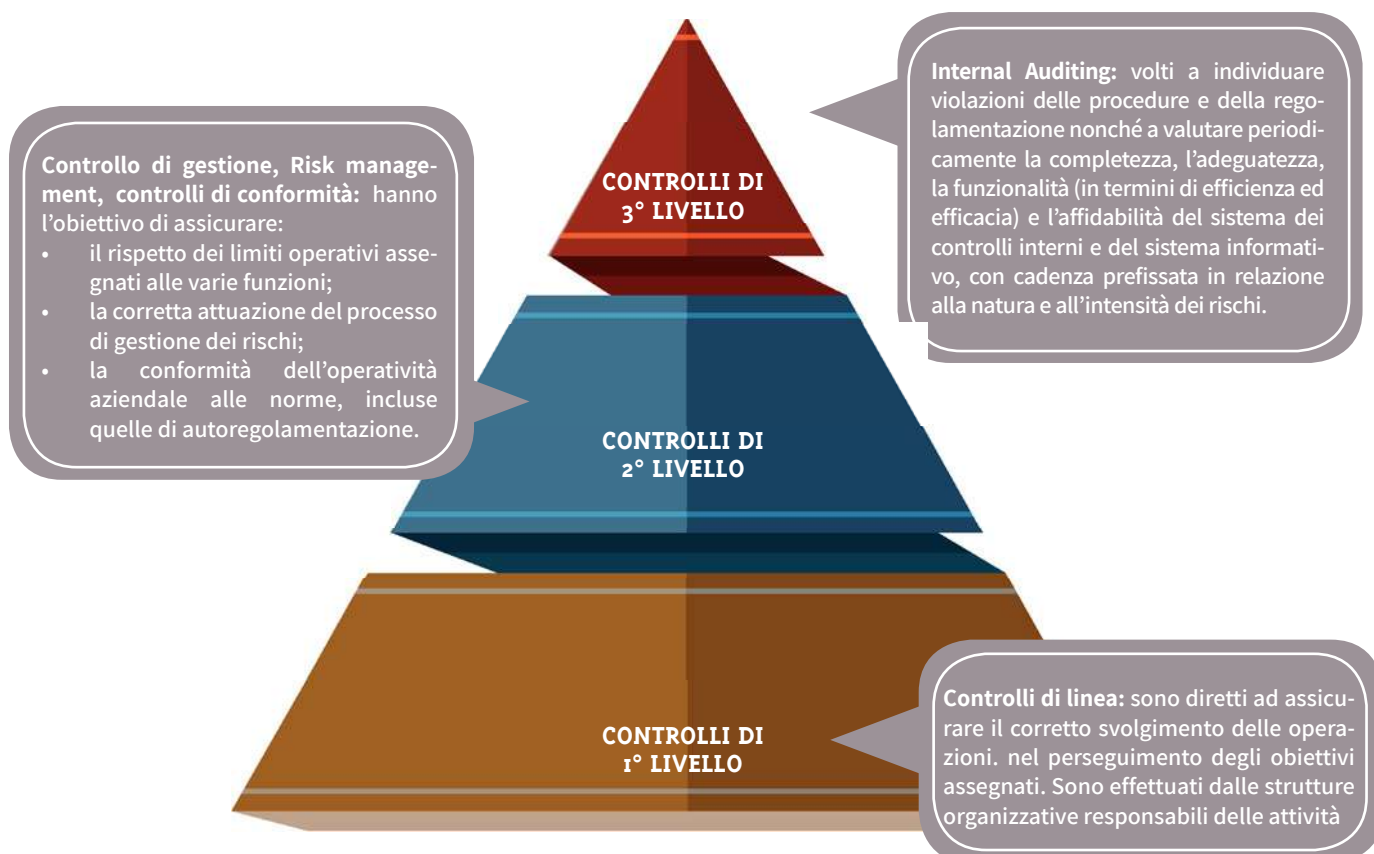 Internal Auditing: volti a individuare
violazioni delle procedure e della rego-
lamentazione nonché a valutare periodi-
camente la completezza, l'adeguatezza,
la funzionalità (in termini di efficienza ed
efficacia) e l'affidabilità del sistema dei
controlli interni e del sistema informati-
vo, con cadenza prefissata in relazione
alla natura e all'intensità dei rischi.
CONTROLLI DI
3° LIVELLO
Controllo di gestione, Risk manage-
ment, controlli di conformità: hanno
l'obiettivo di assicurare:
• il rispetto dei limiti operativi asse-
gnati alle varie funzioni;
• la corretta attuazione del processo
di gestione dei rischi;
• la conformità dell'operatività
aziendale alle norme, incluse
quelle di autoregolamentazione.
CONTROLLI DI
2° LIVELLO
CONTROLLI DI
1° LIVELLO
Controlli di linea: sono diretti ad assicu-
rare il corretto svolgimento delle opera-
zioni. nel perseguimento degli obiettivi
assegnati. Sono effettuati dalle strutture
organizzative responsabili delle attività